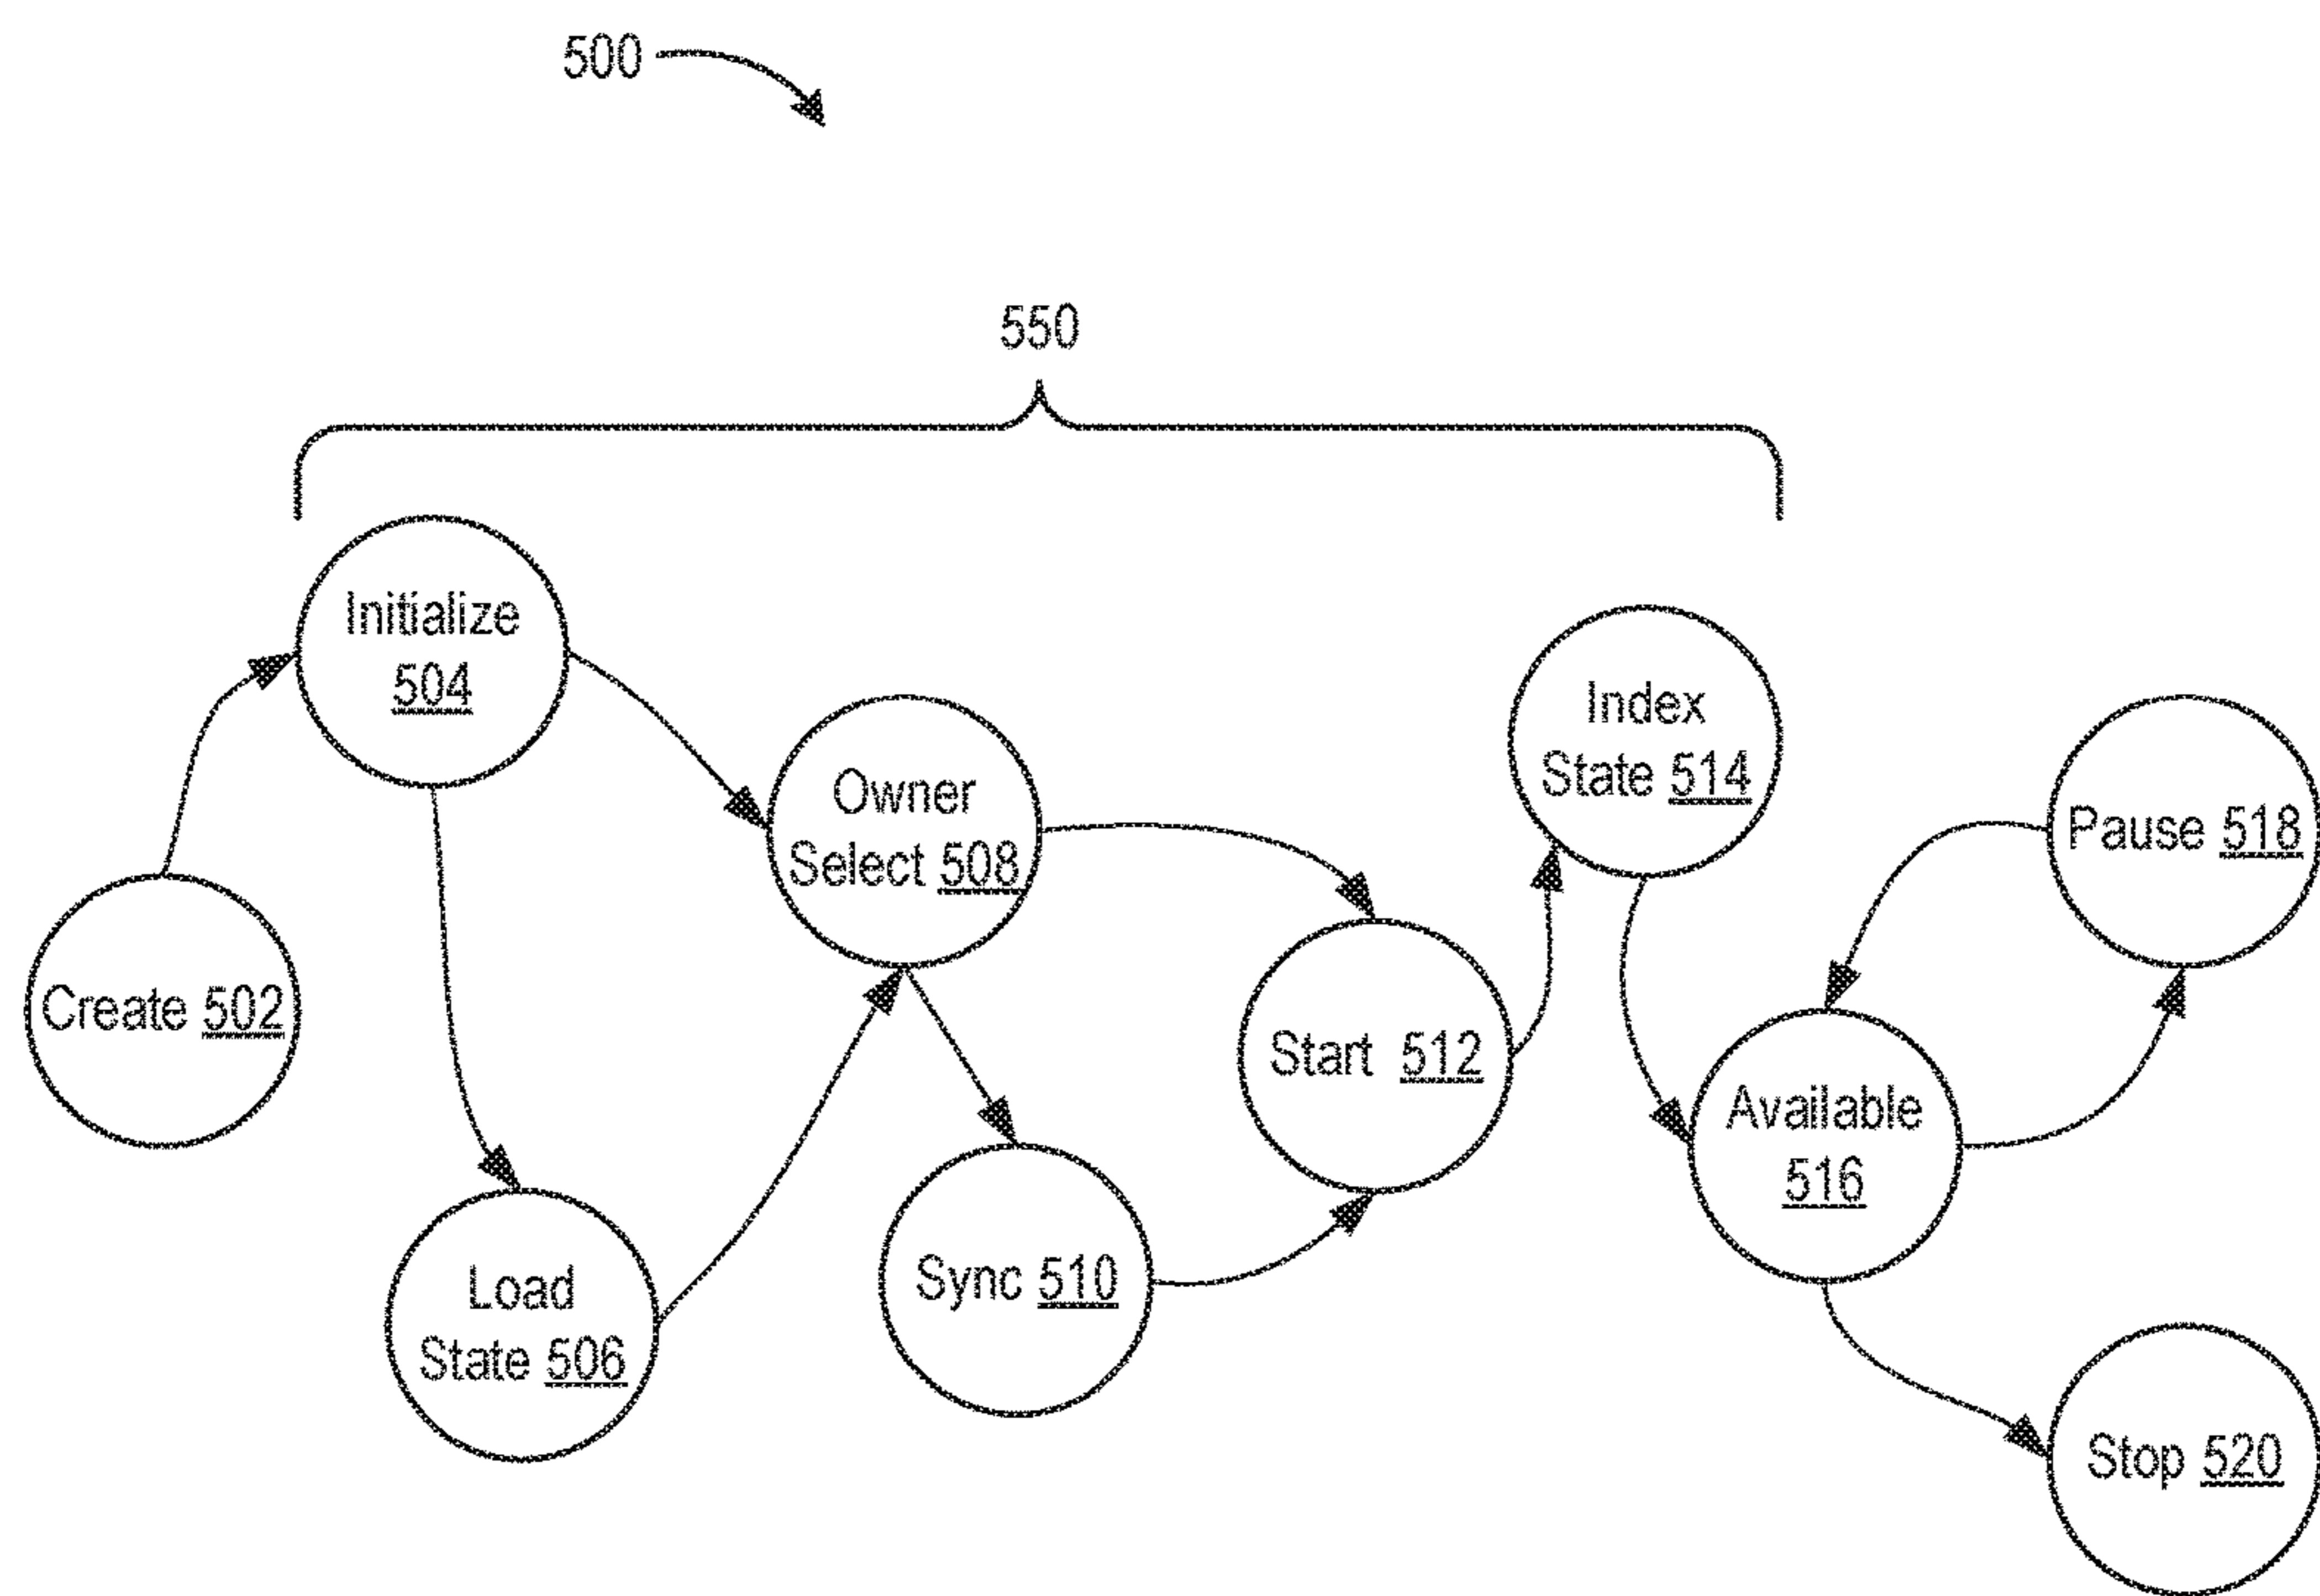 500
550
Initialize
504
Index
State 514
Owner
Select 508
Pause 518
Create 502
Start 512
Available
516
Load
State 506
Sync 510
Stop 520